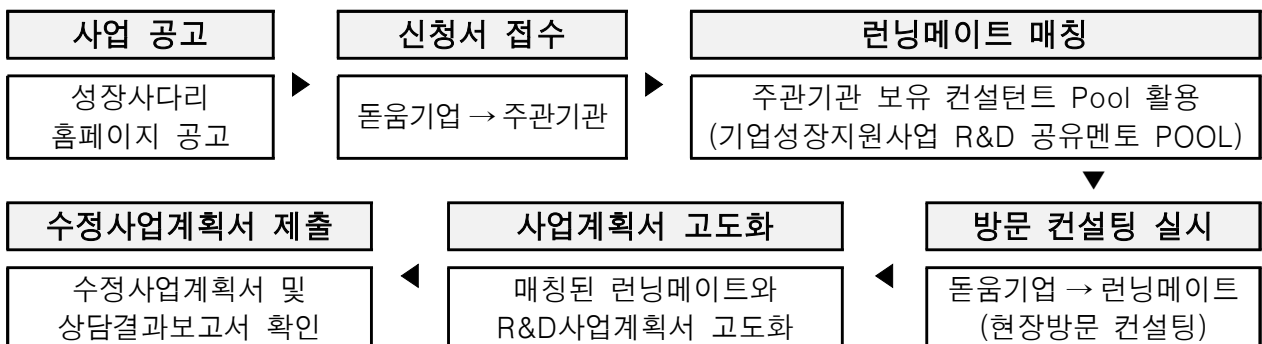 사업 공고
성장사다리
홈페이지 공고
▶
신청서 접수
돋움기업 → 주관기관
▶
런닝메이트 매칭
주관기관 보유 컨설턴트 Pool 활용
(기업성장지원사업 R&D 공유멘토 POOL)
▼
방문 컨설팅 실시
돋움기업 → 런닝메이트
(현장방문 컨설팅)
◀
사업계획서 고도화
매칭된 런닝메이트와
R&D사업계획서 고도화
◀
수정사업계획서 제출
수정사업계획서 및
상담결과보고서 확인